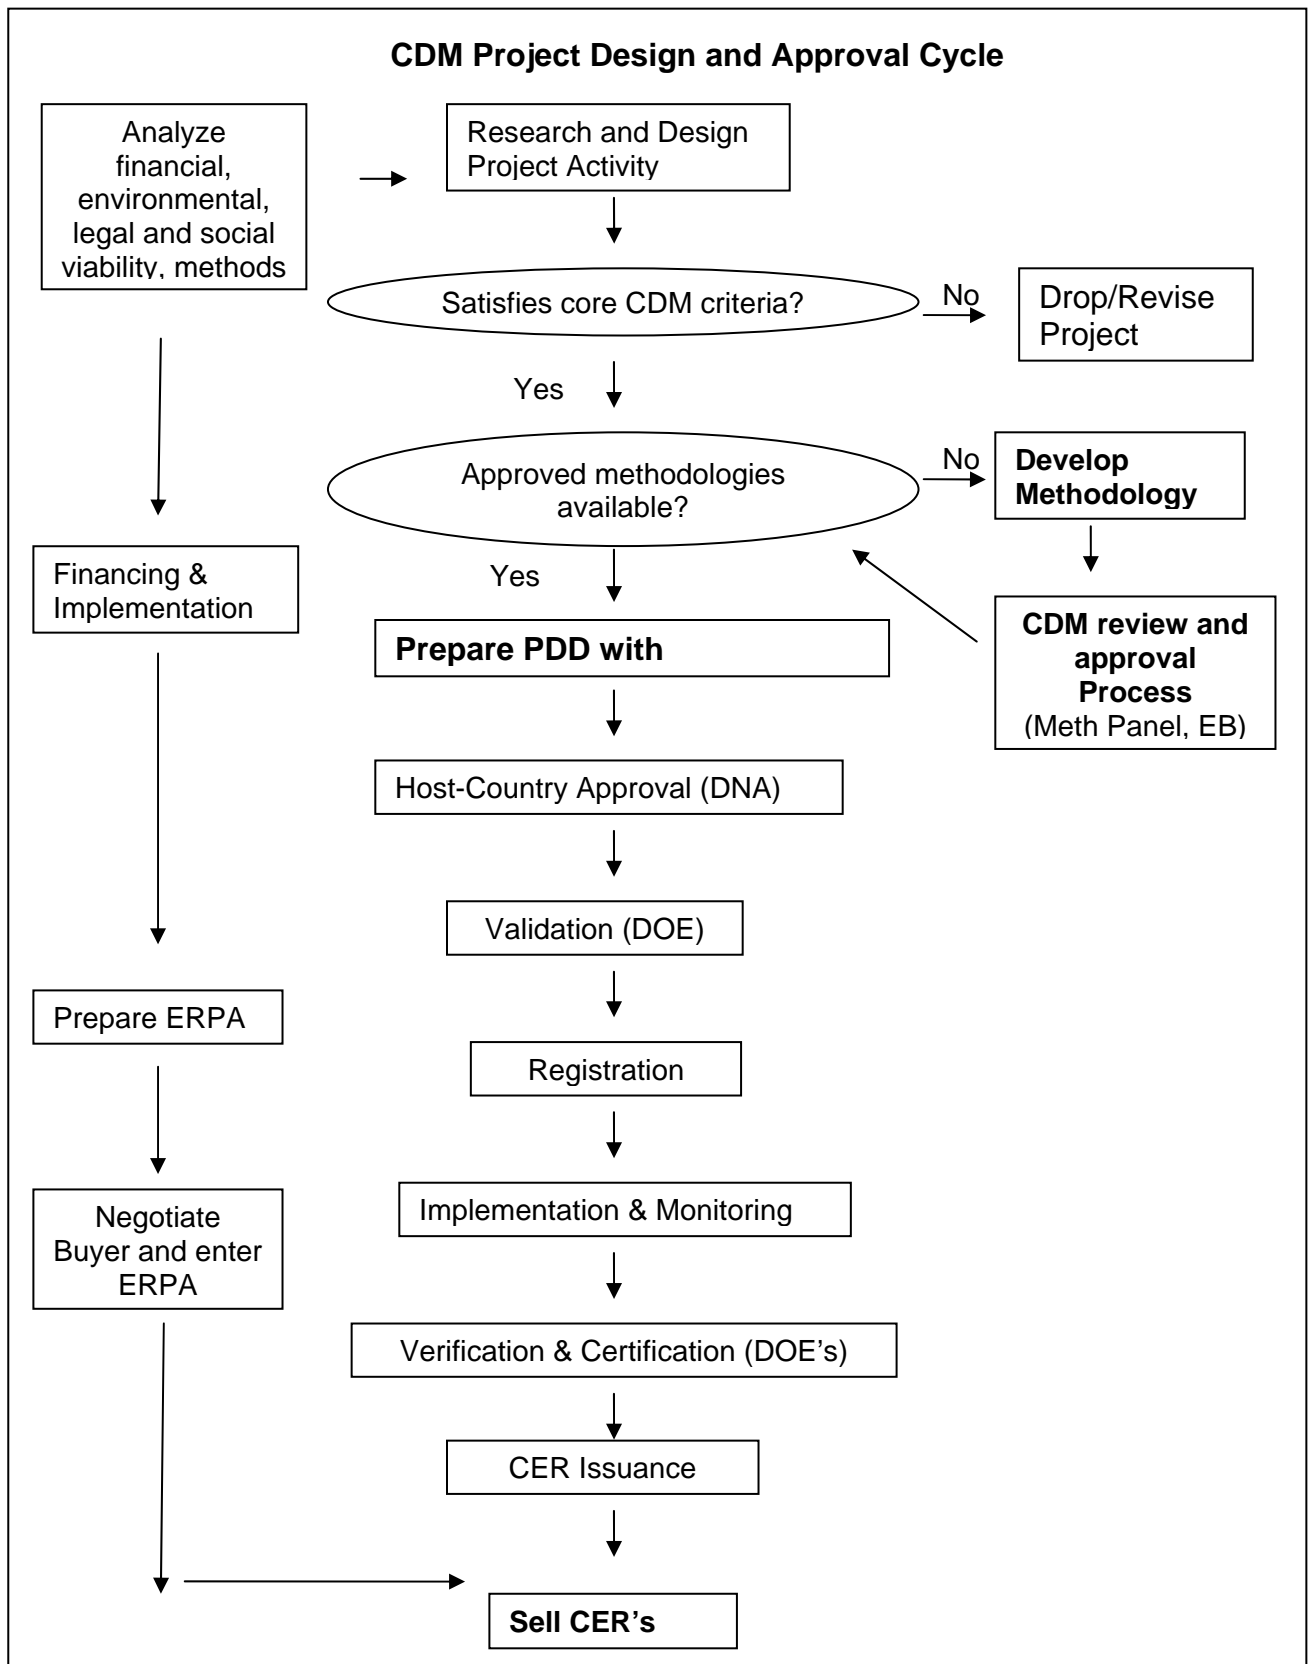 CDM Project Design and Approval Cycle
Analyze
financial,
environmental,
legal and social
viability, methods
Research and Design
Project Activity
Satisfies core CDM criteria?
No
Drop/Revise
Project
Yes
Approved methodologies
available?
No
Develop
Methodology
Yes
Financing &
Implementation
CDM review and
approval
Process
(Meth Panel, EB)
Prepare PDD with
Host-Country Approval (DNA)
Validation (DOE)
Prepare ERPA
Registration
Negotiate
Buyer and enter
ERPA
Implementation & Monitoring
Verification & Certification (DOE's)
CER Issuance
Sell CER's